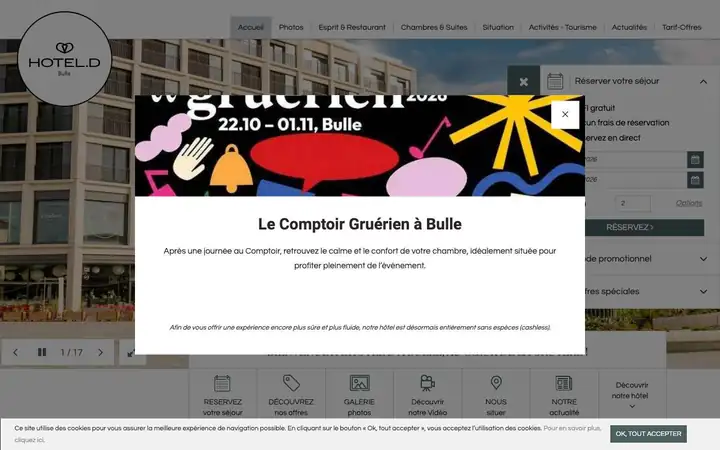 HOTEL.D
Bulle
Accueil
Photos
Esprit & Restaurant
Chambres & Suites
Situation
Activités - Tourisme
Actualités
Tarif-Offres
Réserver votre séjour
gratuit
frais de réservation
en direct
2026
2026
2
Options
RÉSERVEZ
promotionnel
spéciales
gruérien 2026
22.10 – 01.11, Bulle
Le Comptoir Gruérien à Bulle
Après une journée au Comptoir, retrouvez le calme et le confort de votre chambre, idéalement située pour
profiter pleinement de l'événement.
Afin de vous offrir une expérience encore plus sûre et plus fluide, notre hôtel est désormais entièrement sans espèces (cashless).
1 / 17
RESERVEZ
votre séjour
DÉCOUVREZ
nos offres
GALERIE
photos
Découvrir
notre Vidéo
NOUS
situer
NOTRE
actualité
Découvrir
notre hôtel
Ce site utilise des cookies pour vous assurer la meilleure expérience de navigation possible. En cliquant sur le bouton « Ok, tout accepter », vous acceptez l'utilisation des cookies. Pour en savoir plus,
cliquez ici.
OK, TOUT ACCEPTER